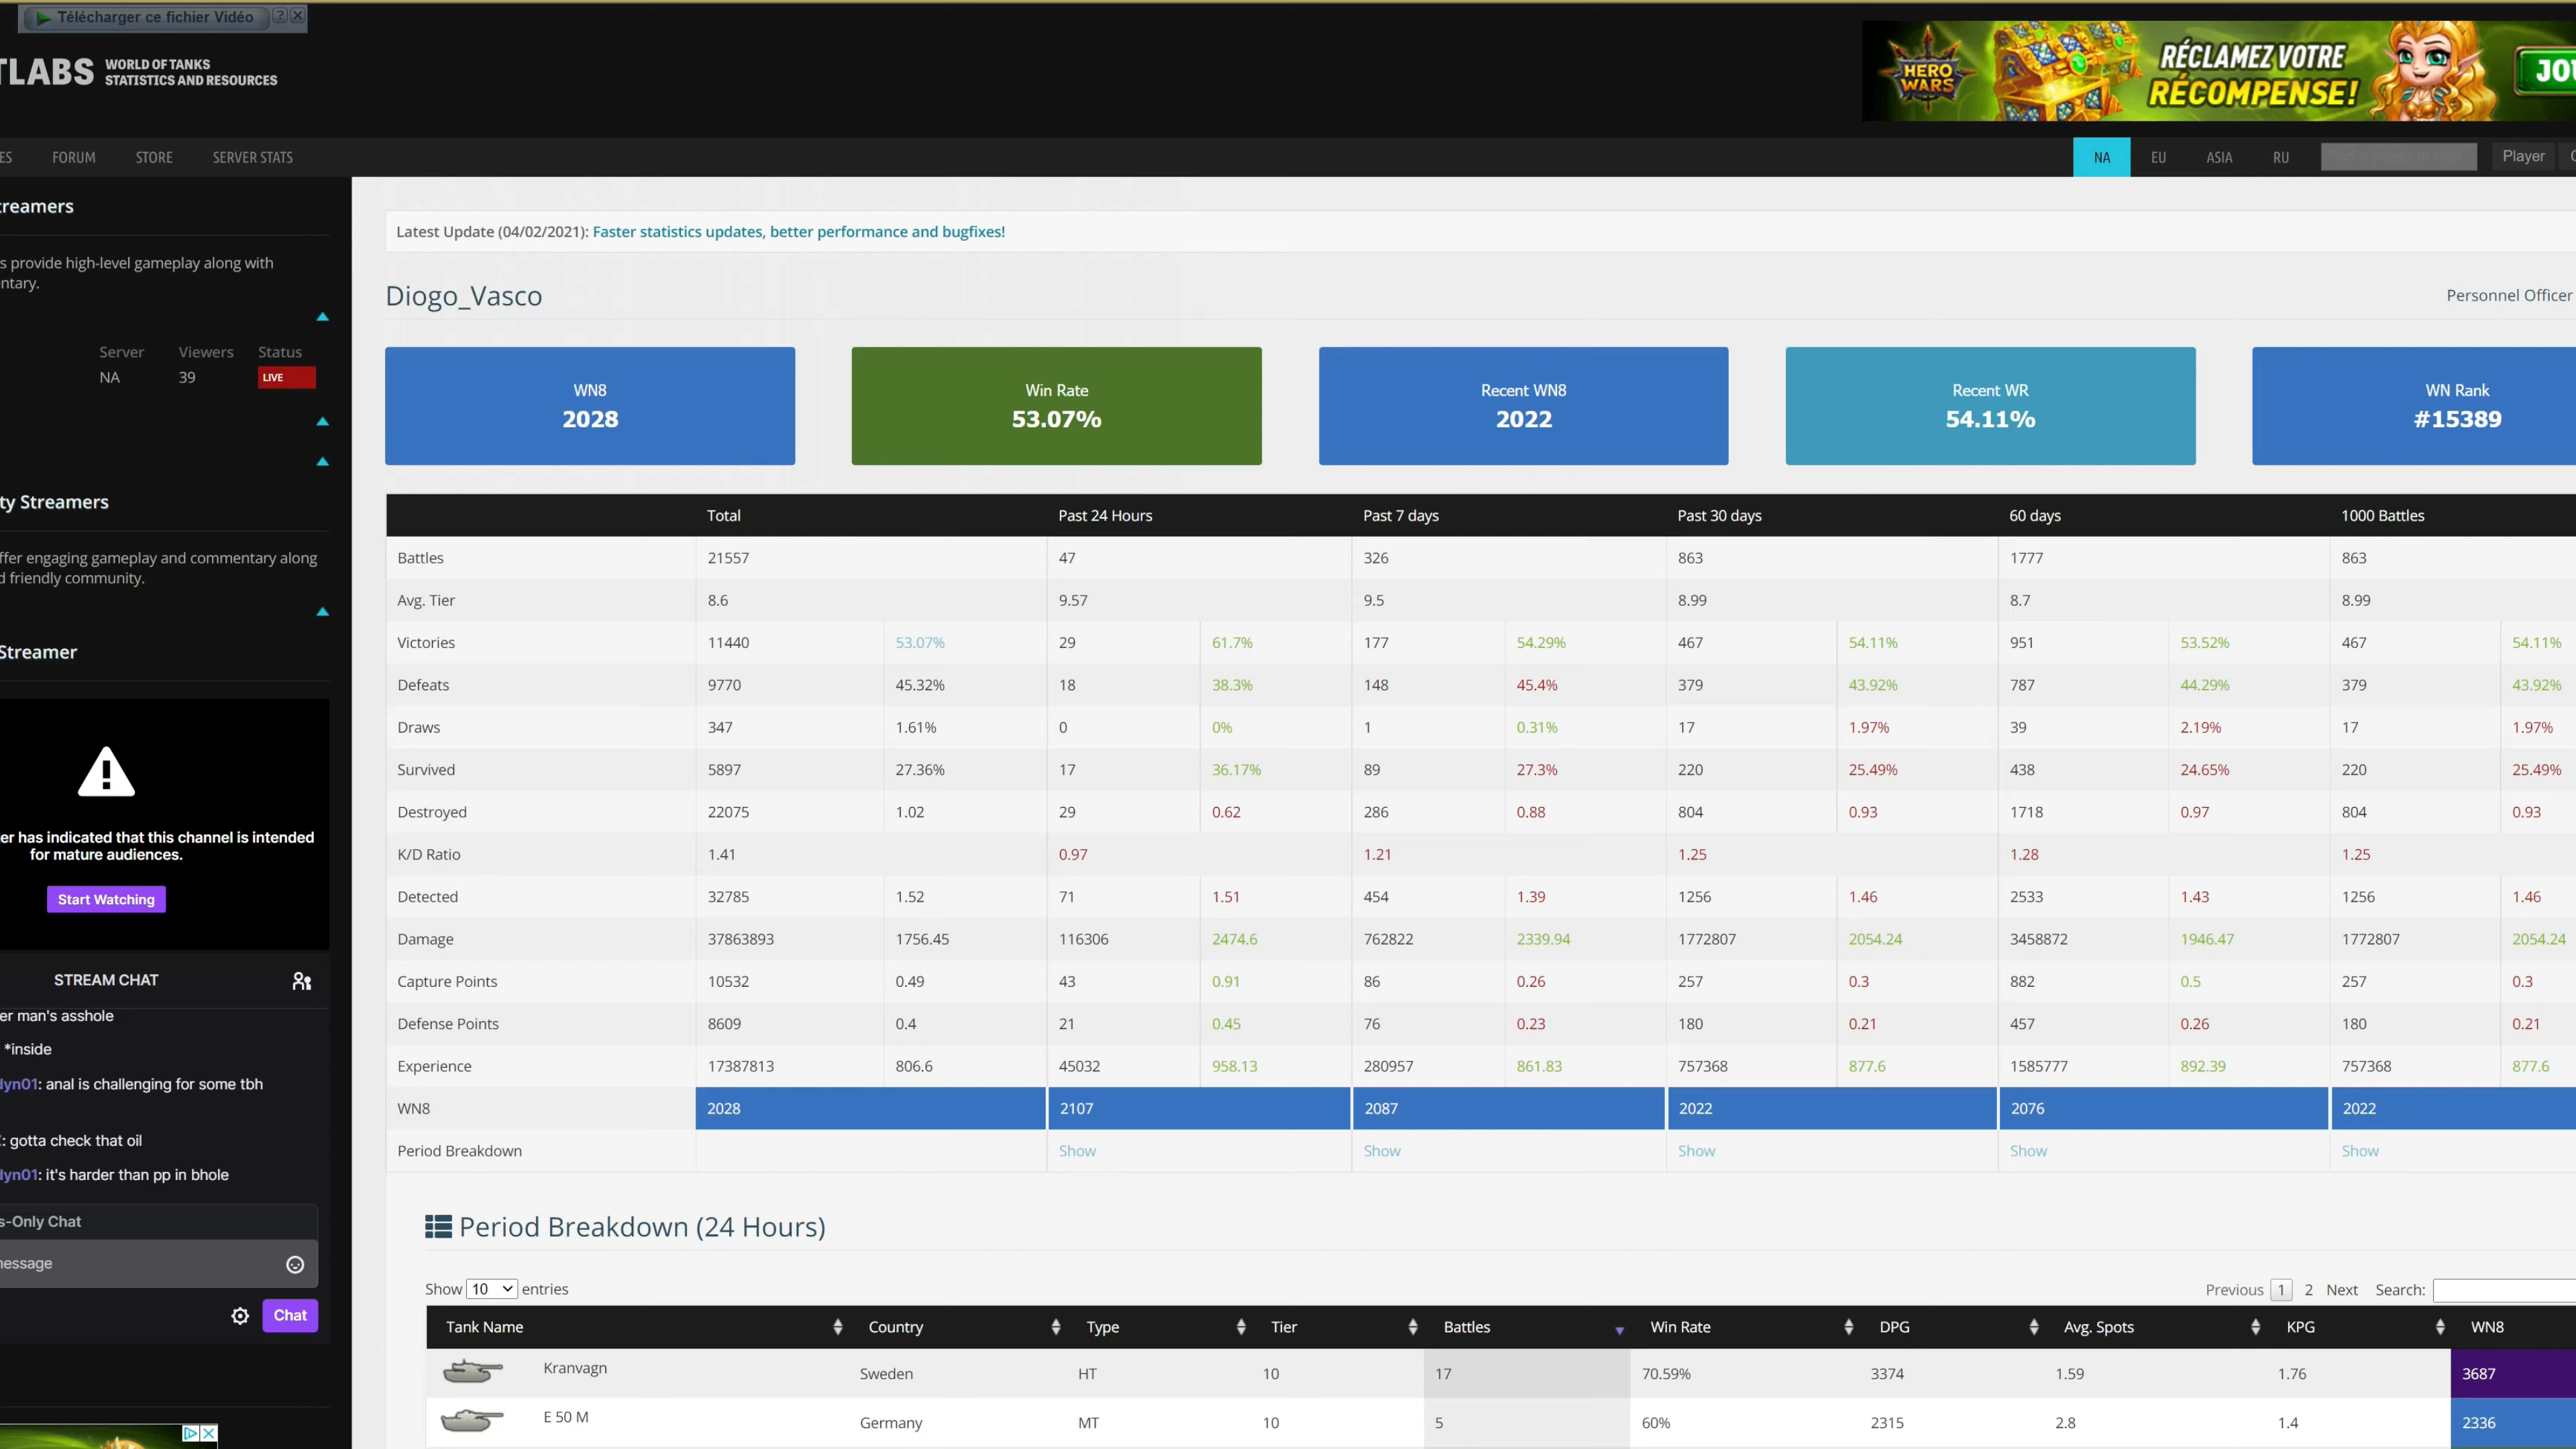 Télécharger ce fichier Vidéo ? X
TLABS WORLD OF TANKS
STATISTICS AND RESOURCES
HERO WARS
RÉCLAMEZ VOTRE
RÉCOMPENSE!
JOU
ES FORUM STORE SERVER STATS NA EU ASIA RU Player
treamers
s provide high-level gameplay along with
ntary.
Server Viewers Status
NA 39 LIVE
ty Streamers
ffer engaging gameplay and commentary along
d friendly community.
Streamer
er has indicated that this channel is intended
for mature audiences.
Start Watching
STREAM CHAT
er man's asshole
*inside
dyn01: anal is challenging for some tbh
: gotta check that oil
dyn01: it's harder than pp in bhole
s-Only Chat
message
Chat
Latest Update (04/02/2021): Faster statistics updates, better performance and bugfixes!
Diogo_Vasco Personnel Officer
WN8 Win Rate Recent WN8 Recent WR WN Rank
2028 53.07% 2022 54.11% #15389
Total Past 24 Hours Past 7 days Past 30 days 60 days 1000 Battles
Battles 21557 47 326 863 1777 863
Avg. Tier 8.6 9.57 9.5 8.99 8.7 8.99
Victories 11440 53.07% 29 61.7% 177 54.29% 467 54.11% 951 53.52% 467 54.11%
Defeats 9770 45.32% 18 38.3% 148 45.4% 379 43.92% 787 44.29% 379 43.92%
Draws 347 1.61% 0 0% 1 0.31% 17 1.97% 39 2.19% 17 1.97%
Survived 5897 27.36% 17 36.17% 89 27.3% 220 25.49% 438 24.65% 220 25.49%
Destroyed 22075 1.02 29 0.62 286 0.88 804 0.93 1718 0.97 804 0.93
K/D Ratio 1.41 0.97 1.21 1.25 1.28 1.25
Detected 32785 1.52 71 1.51 454 1.39 1256 1.46 2533 1.43 1256 1.46
Damage 37863893 1756.45 116306 2474.6 762822 2339.94 1772807 2054.24 3458872 1946.47 1772807 2054.24
Capture Points 10532 0.49 43 0.91 86 0.26 257 0.3 882 0.5 257 0.3
Defense Points 8609 0.4 21 0.45 76 0.23 180 0.21 457 0.26 180 0.21
Experience 17387813 806.6 45032 958.13 280957 861.83 757368 877.6 1585777 892.39 757368 877.6
WN8 2028 2107 2087 2022 2076 2022
Period Breakdown Show Show Show Show Show
Period Breakdown (24 Hours)
Show 10 entries Previous 1 2 Next Search:
Tank Name Country Type Tier Battles Win Rate DPG Avg. Spots KPG WN8
Kranvagn Sweden HT 10 17 70.59% 3374 1.59 1.76 3687
E 50 M Germany MT 10 5 60% 2315 2.8 1.4 2336